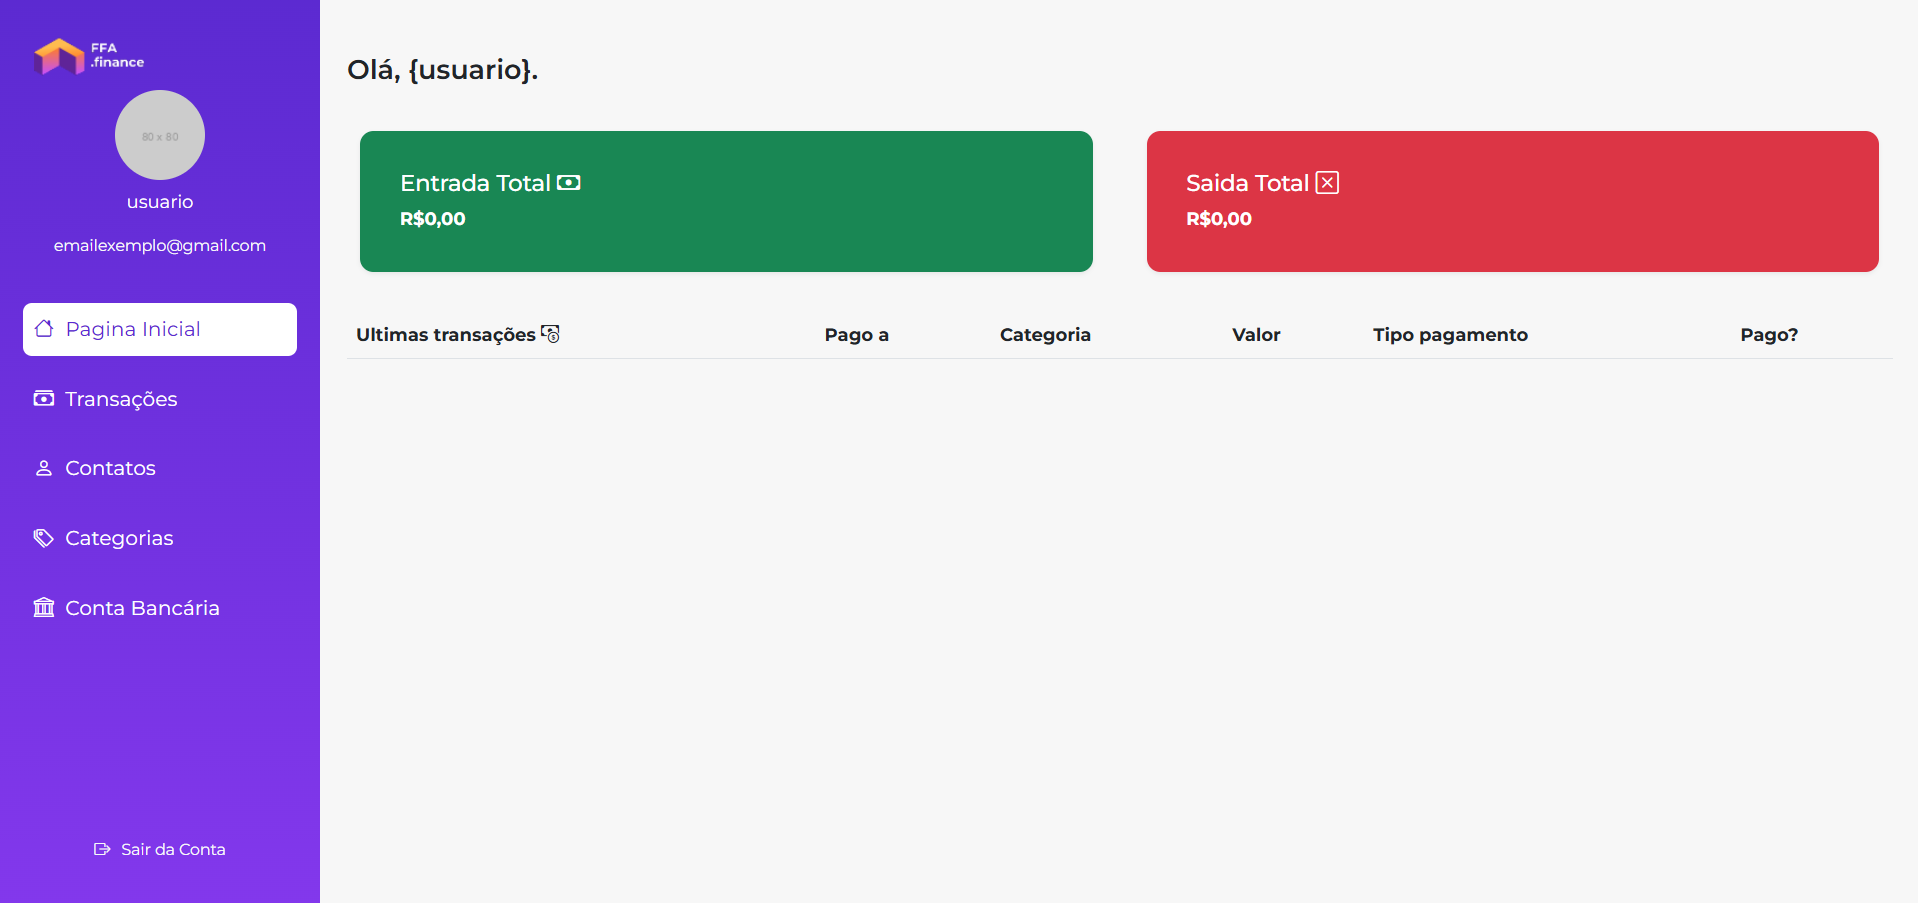 FFA
.finance
80 x 80
usuario
emailexemplo@gmail.com
Pagina Inicial
Transações
Contatos
Categorias
Conta Bancária
Sair da Conta
Olá, {usuario}.
Entrada Total
R$0,00
Saida Total
R$0,00
Ultimas transações Pago a Categoria Valor Tipo pagamento Pago?